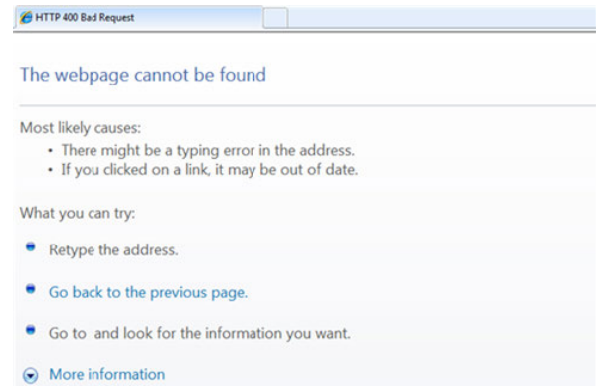 HTTP 400 Bad Request
The webpage cannot be found
Most likely causes:
• There might be a typing error in the address.
• If you clicked on a link, it may be out of date.
What you can try:
Retype the address.
Go back to the previous page.
Go to and look for the information you want.
More information